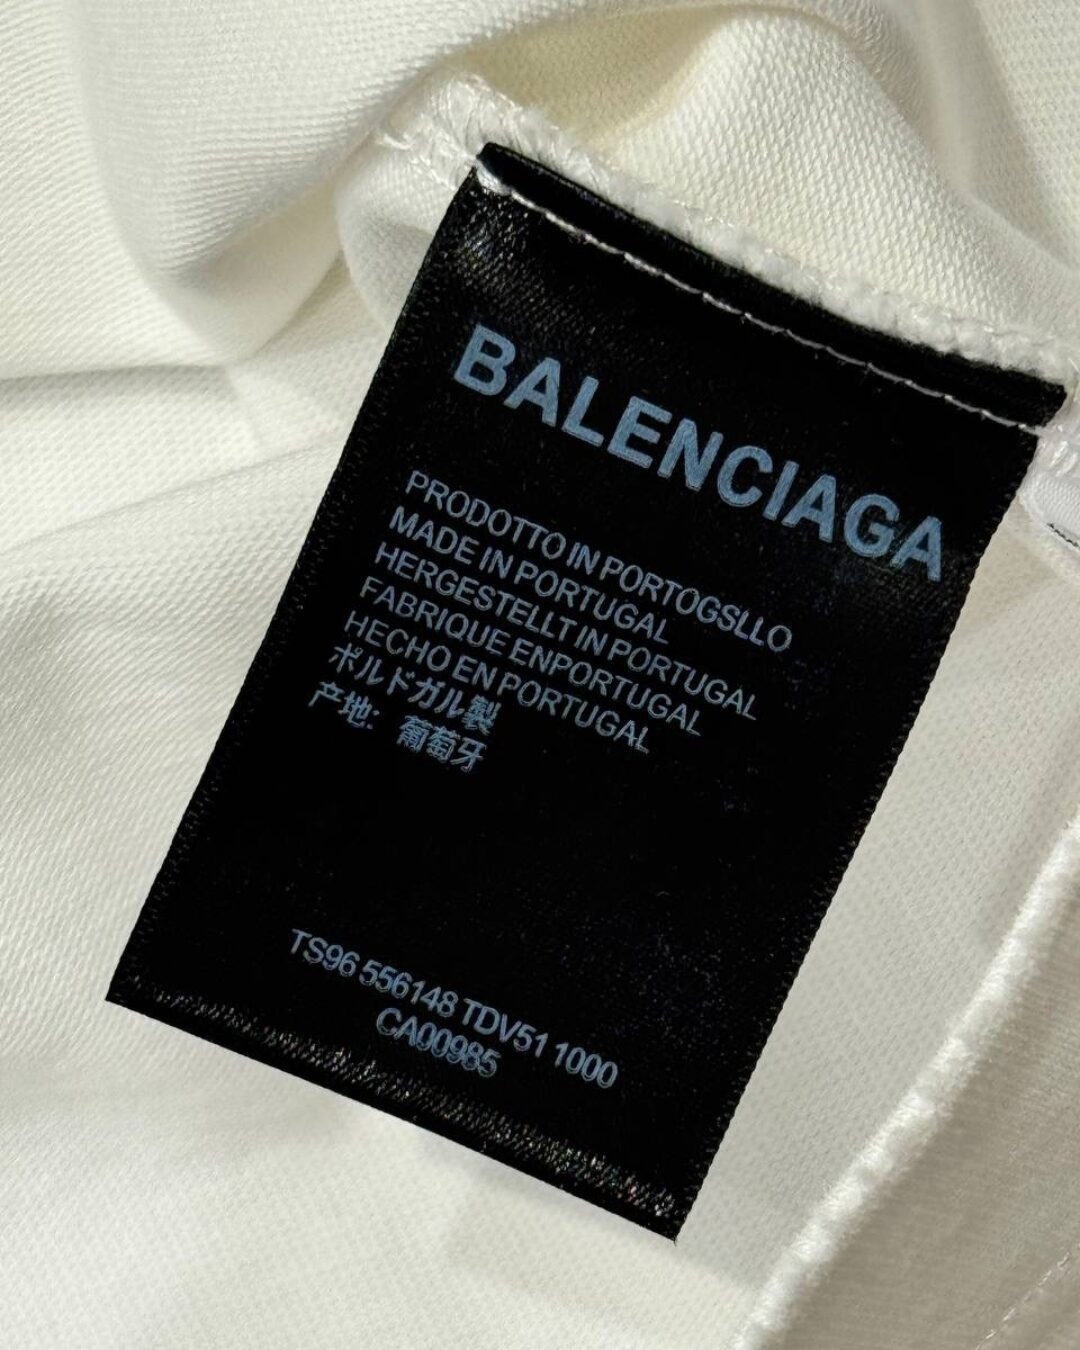 BALENCIAGA
PRODOTTO IN PORTOGSLLO
MADE IN PORTUGAL
HERGESTELLT IN PORTUGAL
FABRIQUE ENPORTUGAL
HECHO EN PORTUGAL
ポルドガル製
产地: 葡萄牙
TS96 556148 TDV51 1000
CA00985